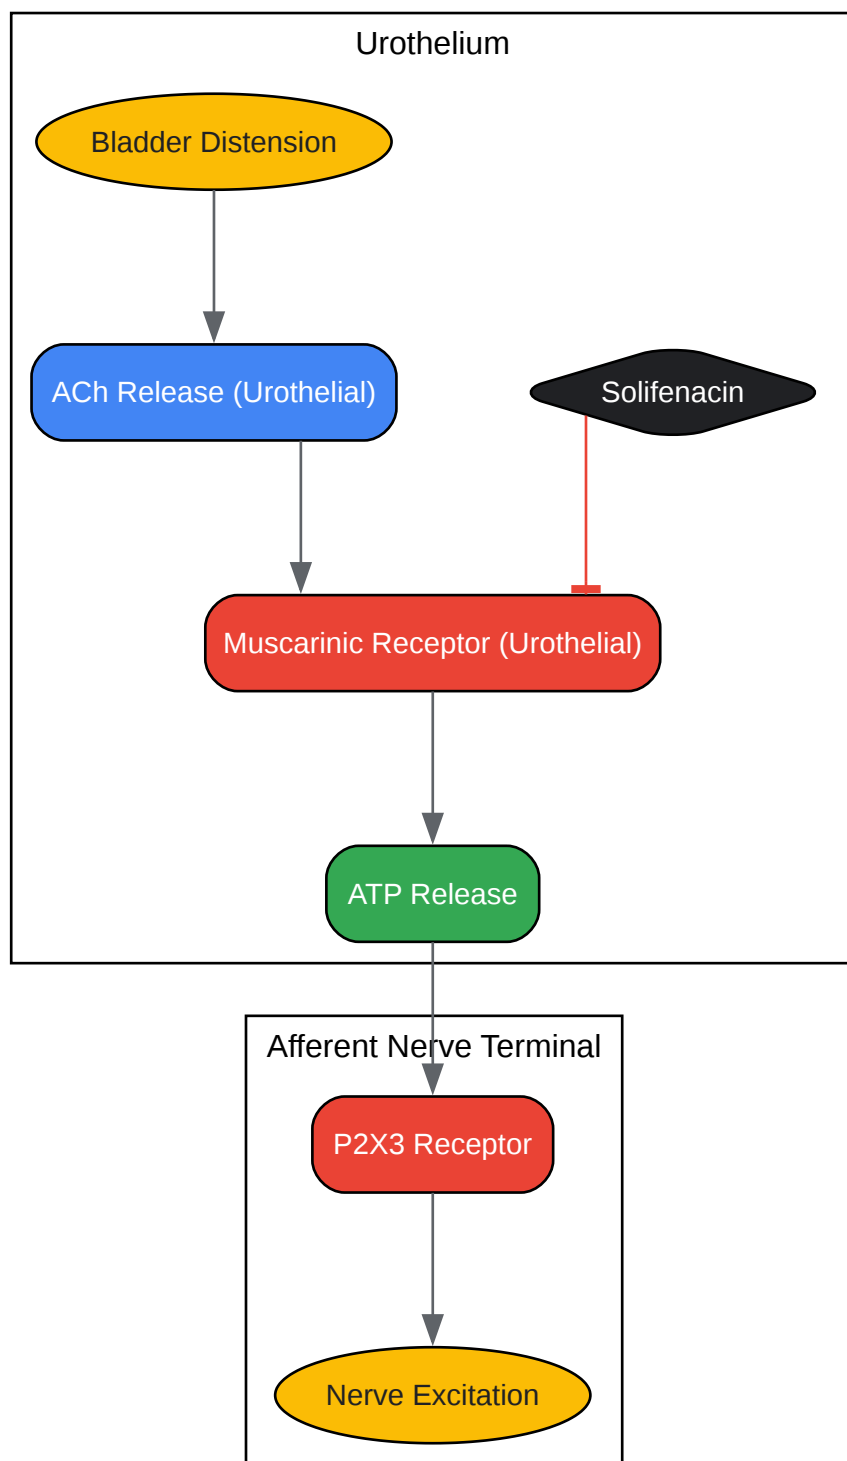 Urothelium
Bladder Distension
ACh Release (Urothelial)
Solifenacin
Muscarinic Receptor (Urothelial)
ATP Release
Afferent Nerve Terminal
P2X3 Receptor
Nerve Excitation